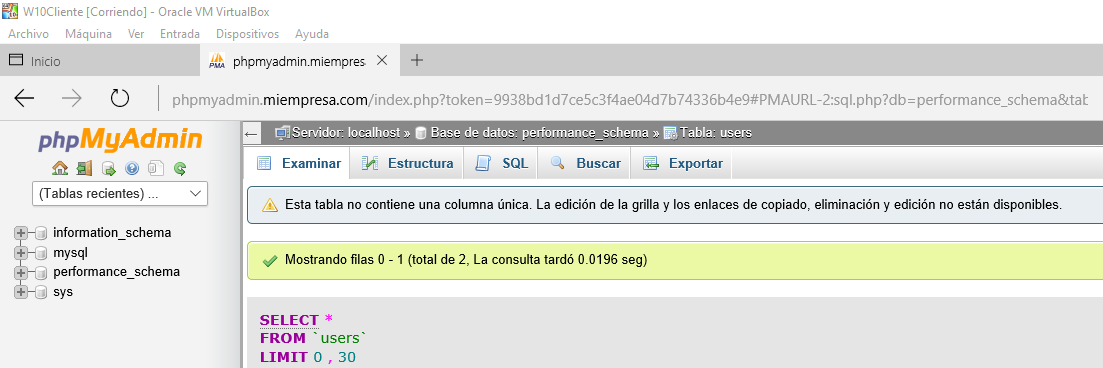 W10Cliente [Corriendo] - Oracle VM VirtualBox
Archivo Máquina Ver Entrada Dispositivos Ayuda
Inicio
PMA phpmyadmin.miempres
phpmyadmin.miempresa.com/index.php?token=9938bd1d7ce5c3f4ae04d7b74336b4e9#PMAURL-2:sql.php?db=performance_schema&tab
phpMyAdmin
(Tablas recientes) ...
information_schema
mysql
performance_schema
sys
Servidor: localhost » Base de datos: performance_schema » Tabla: users
Examinar Estructura SQL Buscar Exportar
Esta tabla no contiene una columna única. La edición de la grilla y los enlaces de copiado, eliminación y edición no están disponibles.
Mostrando filas 0 - 1 (total de 2, La consulta tardó 0.0196 seg)
SELECT *
FROM `users`
LIMIT 0 , 30